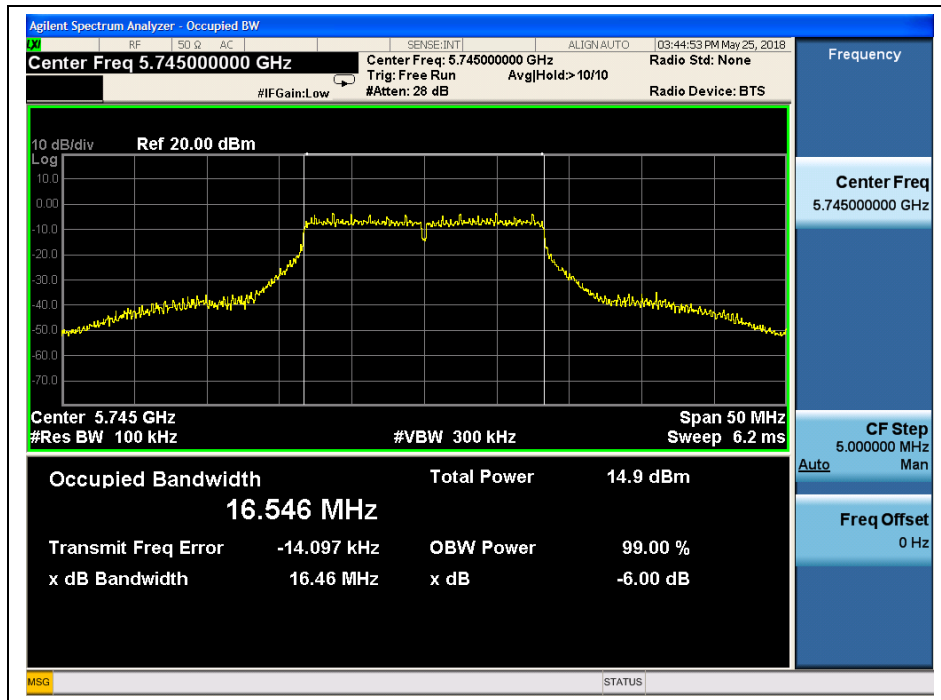 Agilent Spectrum Analyzer - Occupied BW
LXI RF 50 Ω AC SENSE:INT ALIGN AUTO 03:44:53 PM May 25, 2018
Center Freq 5.745000000 GHz
Center Freq: 5.745000000 GHz Radio Std: None
Trig: Free Run Avg|Hold:>10/10
#IFGain:Low #Atten: 28 dB Radio Device: BTS
Frequency
10 dB/div Ref 20.00 dBm
Log
10.0
0.00
-10.0
-20.0
-30.0
-40.0
-50.0
-60.0
-70.0
Center 5.745 GHz Span 50 MHz
#Res BW 100 kHz #VBW 300 kHz Sweep 6.2 ms
Occupied Bandwidth Total Power 14.9 dBm
16.546 MHz
Transmit Freq Error -14.097 kHz OBW Power 99.00 %
x dB Bandwidth 16.46 MHz x dB -6.00 dB
Center Freq
5.745000000 GHz
CF Step
5.000000 MHz
Auto Man
Freq Offset
0 Hz
MSG STATUS